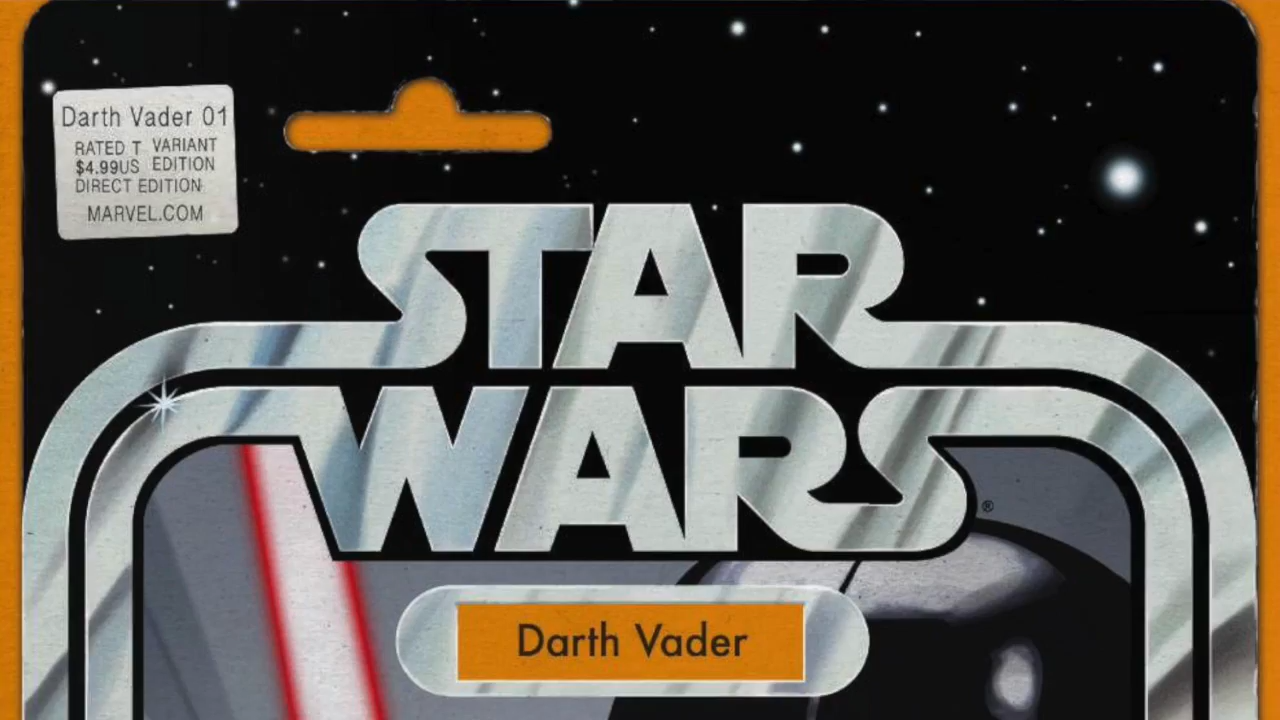 Darth Vader 01
RATED T VARIANT
$4.99US EDITION
DIRECT EDITION
MARVEL.COM
STAR
WARS
®
Darth Vader